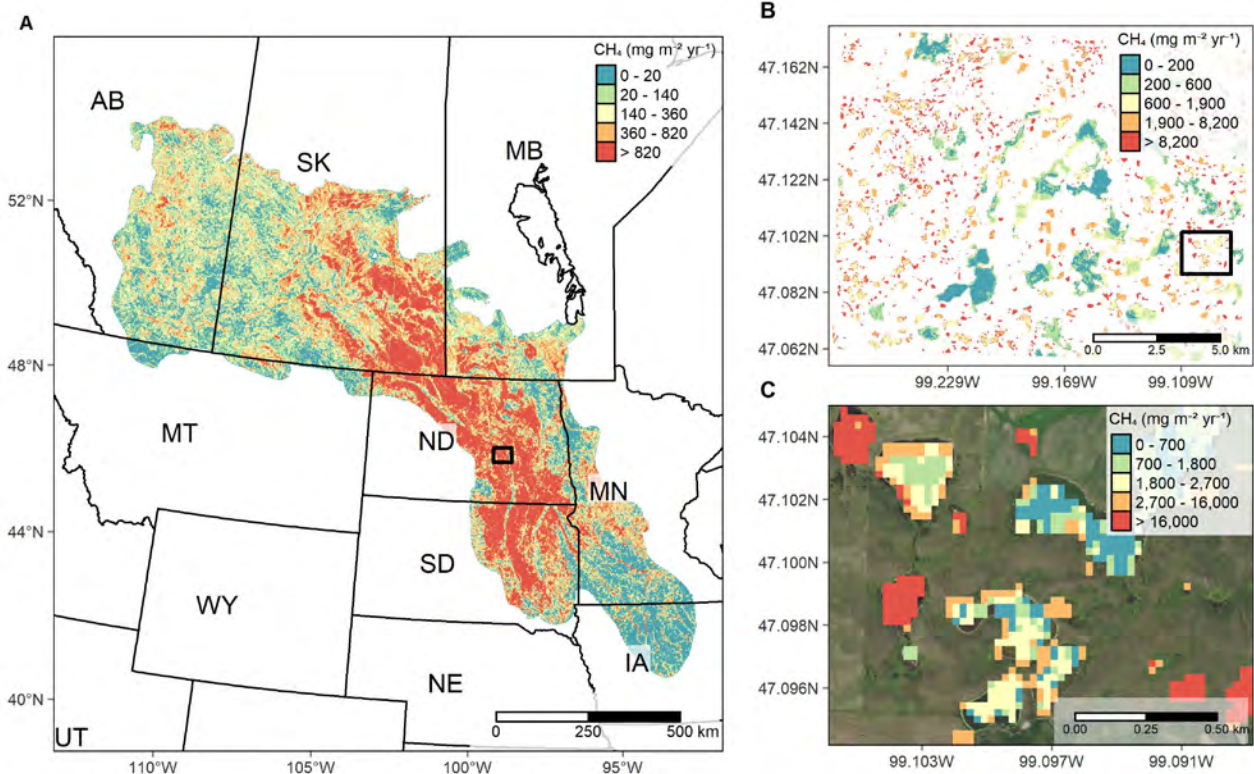 A
CH₄ (mg m⁻² yr⁻¹)
0 - 20
20 - 140
140 - 360
360 - 820
> 820
AB
SK
MB
MT
ND
MN
SD
WY
IA
NE
UT
52°N
48°N
44°N
40°N
110°W
105°W
100°W
95°W
0
250
500
km
B
CH₄ (mg m⁻² yr⁻¹)
0 - 200
200 - 600
600 - 1,900
1,900 - 8,200
> 8,200
47.162N
47.142N
47.122N
47.102N
47.082N
47.062N
0.0
2.5
5.0
km
99.229W
99.169W
99.109W
C
CH₄ (mg m⁻² yr⁻¹)
0 - 700
700 - 1,800
1,800 - 2,700
2,700 - 16,000
> 16,000
47.104N
47.102N
47.100N
47.098N
47.096N
0.00
0.25
0.50
km
99.103W
99.097W
99.091W